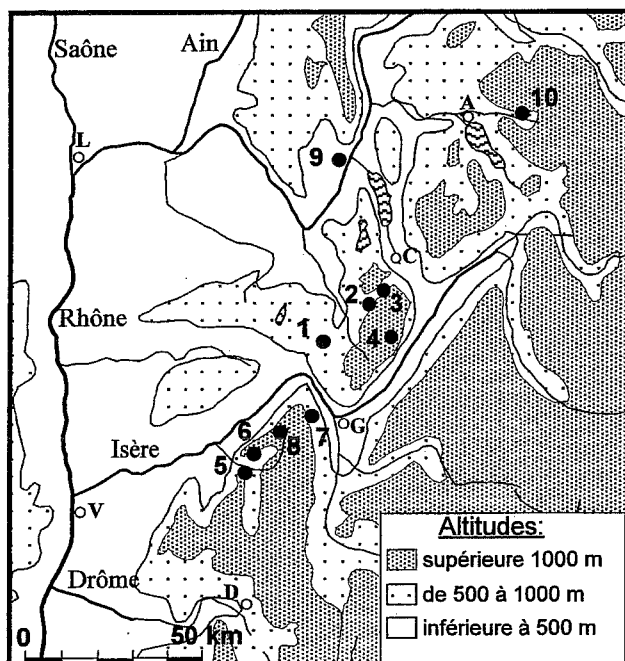 Saône
Ain
L
A
10
9
C
2
3
Rhône
1
4
G
7
Isère
6
8
5
V
Drôme
D
0
50 km
Altitudes:
supérieure 1000 m
de 500 à 1000 m
inférieure à 500 m